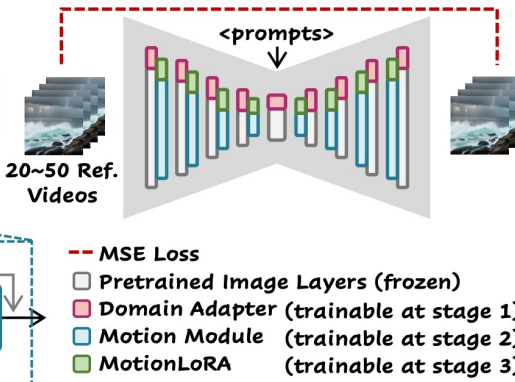 <prompts>
20~50 Ref.
Videos
MSE Loss
Pretrained Image Layers (frozen)
Domain Adapter (trainable at stage 1)
Motion Module (trainable at stage 2)
MotionLoRA (trainable at stage 3)